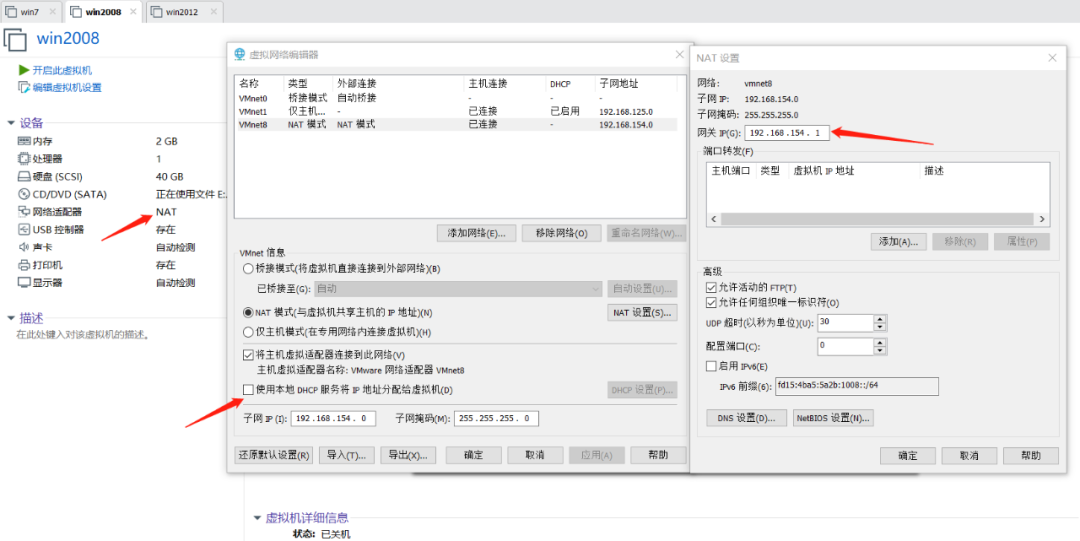 win7 win2008 win2012
win2008
开启此虚拟机
编辑虚拟机设置
设备
内存 2 GB
处理器 1
硬盘 (SCSI) 40 GB
CD/DVD (SATA) 正在使用文件 E:.
网络适配器 NAT
USB 控制器 存在
声卡 自动检测
打印机 存在
显示器 自动检测
描述
在此处键入对该虚拟机的描述。
虚拟网络编辑器
名称 类型 外部连接 主机连接 DHCP 子网地址
VMnet0 桥接模式 自动桥接 - - -
VMnet1 仅主机... - 已连接 已启用 192.168.125.0
VMnet8 NAT 模式 NAT 模式 已连接 - 192.168.154.0
添加网络(E)... 移除网络(O) 重命名网络(W)...
VMnet 信息
桥接模式(将虚拟机直接连接到外部网络)(B)
已桥接至(G): 自动 自动设置(U)...
NAT 模式(与虚拟机共享主机的 IP 地址)(N) NAT 设置(S)...
仅主机模式(在专用网络内连接虚拟机)(H)
将主机虚拟适配器连接到此网络(V)
主机虚拟适配器名称: VMware 网络适配器 VMnet8
使用本地 DHCP 服务将 IP 地址分配给虚拟机(D) DHCP 设置(P)...
子网 IP (I): 192.168.154. 0 子网掩码(M): 255.255.255. 0
还原默认设置(R) 导入(T)... 导出(X)... 确定 取消 应用(A) 帮助
NAT 设置
网络: vmnet8
子网 IP: 192.168.154.0
子网掩码: 255.255.255.0
网关 IP(G): 192.168.154. 1
端口转发(F)
主机端口 类型 虚拟机 IP 地址 描述
添加(A)... 移除(R) 属性(P)
高级
允许活动的 FTP(T)
允许任何组织唯一标识符(O)
UDP 超时(以秒为单位)(U): 30
配置端口(C): 0
启用 IPv6(E)
IPv6 前缀(6): fd15:4ba5:5a2b:1008::/64
DNS 设置(D)... NetBIOS 设置(N)...
确定 取消 帮助
虚拟机详细信息
状态: 已关机